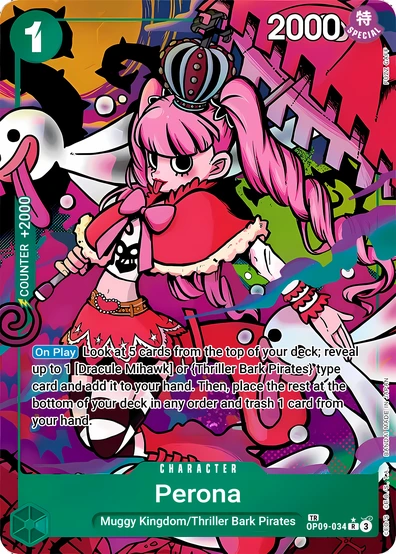 1
2000
特
SPECIAL
COUNTER +2000
On Play Look at 5 cards from the top of your deck; reveal
up to 1 [Dracule Mihawk] or {Thriller Bark Pirates} type
card and add it to your hand. Then, place the rest at the
bottom of your deck in any order and trash 1 card from
your hand.
CHARACTER
Perona
Muggy Kingdom/Thriller Bark Pirates
TR
OP09-034 R 3